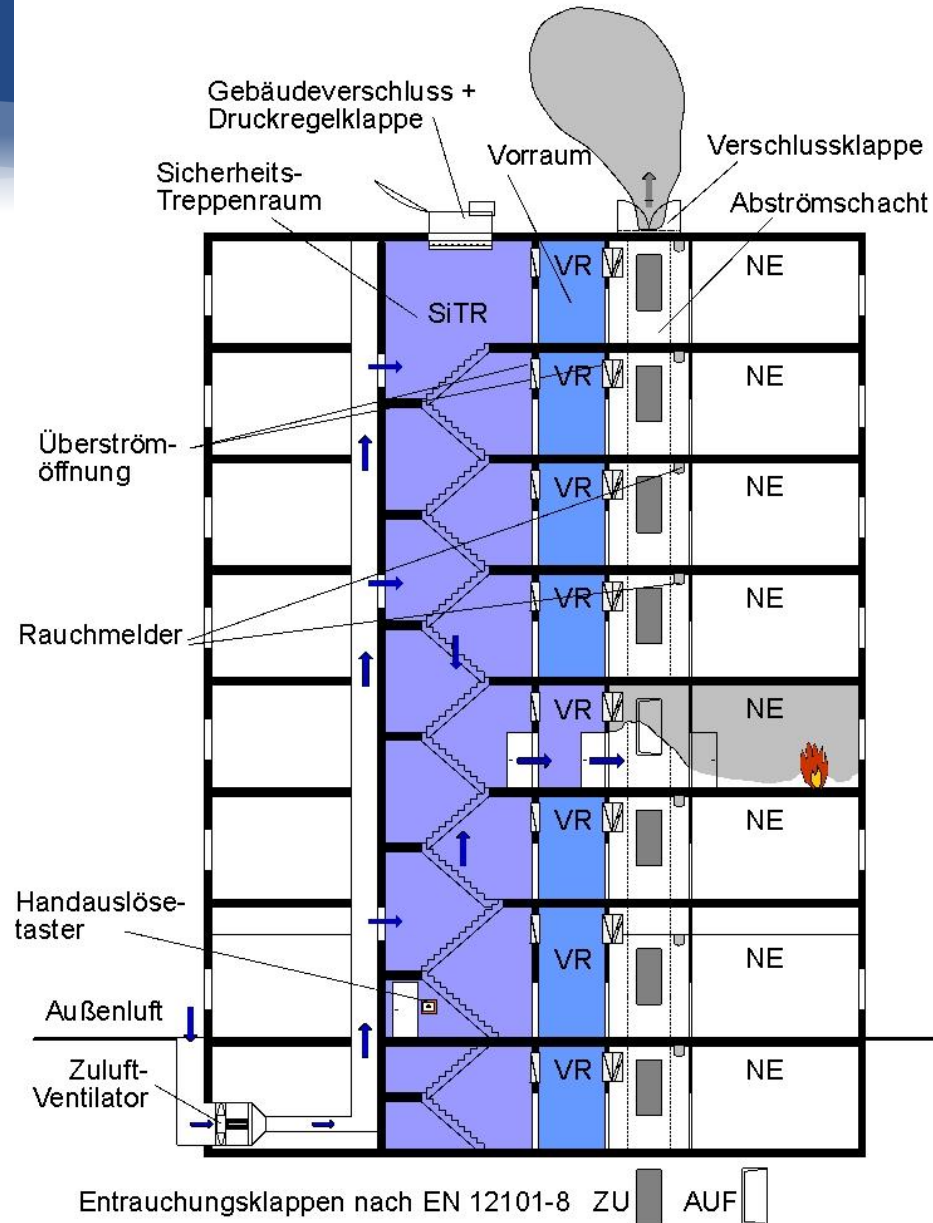 Gebäudeverschluss +
Druckregelklappe
Vorraum
Verschlussklappe
Sicherheits-
Treppenraum
Abströmschacht
VR
NE
SiTR
VR
NE
Überström-
öffnung
VR
NE
VR
NE
Rauchmelder
VR
NE
VR
NE
Handauslöse-
taster
VR
NE
Außenluft
VR
NE
Zuluft-
Ventilator
Entrauchungsklappen nach EN 12101-8 ZU AUF